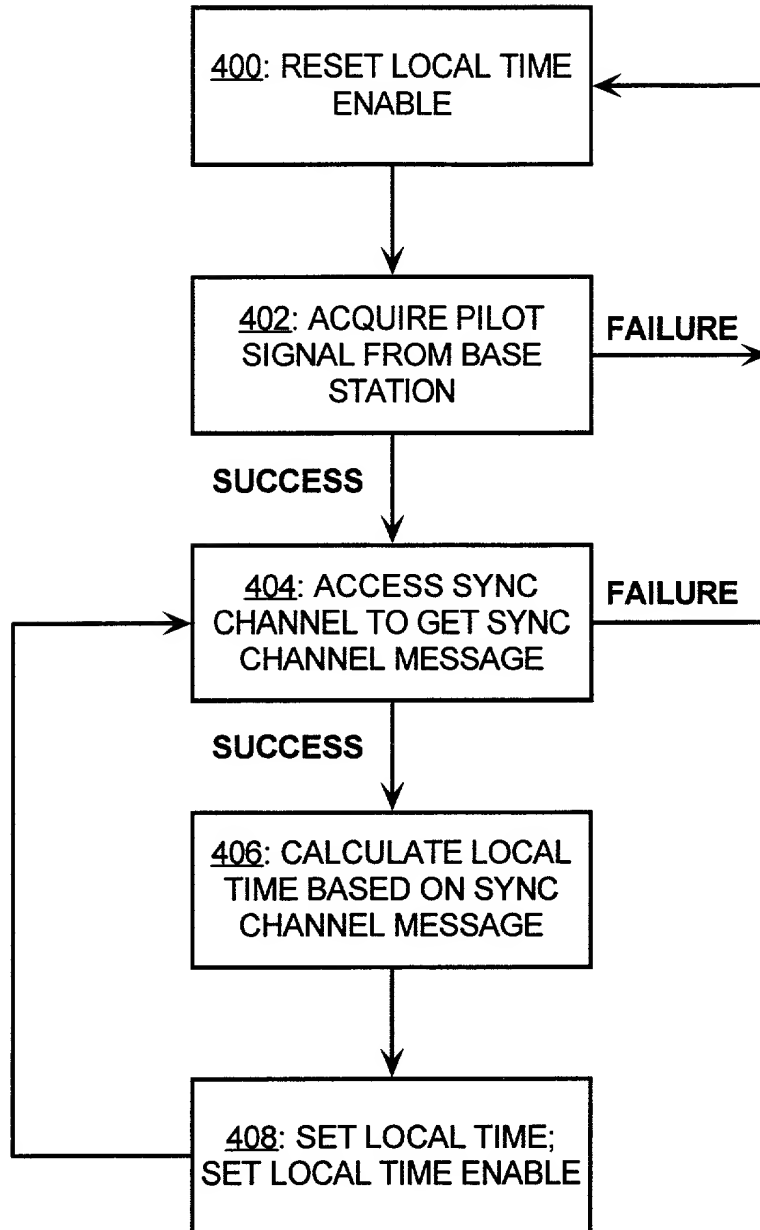 400: RESET LOCAL TIME
ENABLE
402: ACQUIRE PILOT
SIGNAL FROM BASE
STATION
FAILURE
SUCCESS
404: ACCESS SYNC
CHANNEL TO GET SYNC
CHANNEL MESSAGE
FAILURE
SUCCESS
406: CALCULATE LOCAL
TIME BASED ON SYNC
CHANNEL MESSAGE
408: SET LOCAL TIME;
SET LOCAL TIME ENABLE